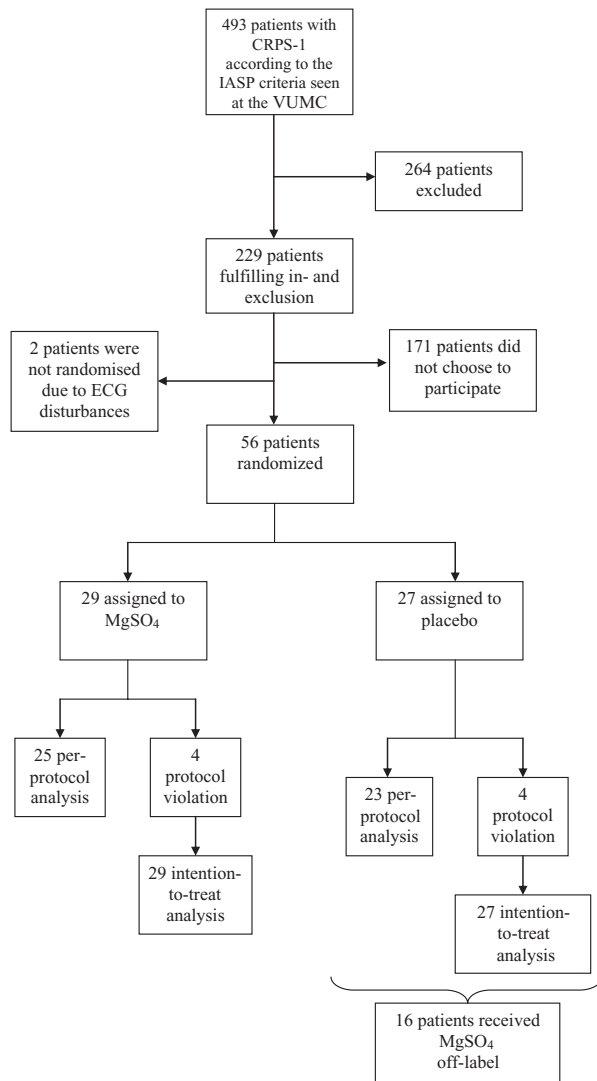 493 patients with
CRPS-1
according to the
IASP criteria seen
at the VUMC
264 patients
excluded
229 patients
fulfilling in- and
exclusion
2 patients were
not randomised
due to ECG
disturbances
171 patients did
not choose to
participate
56 patients
randomized
29 assigned to
MgSO₄
27 assigned to
placebo
25 per-
protocol
analysis
4
protocol
violation
29 intention-
to-treat
analysis
23 per-
protocol
analysis
4
protocol
violation
27 intention-
to-treat
analysis
16 patients received
MgSO₄
off-label